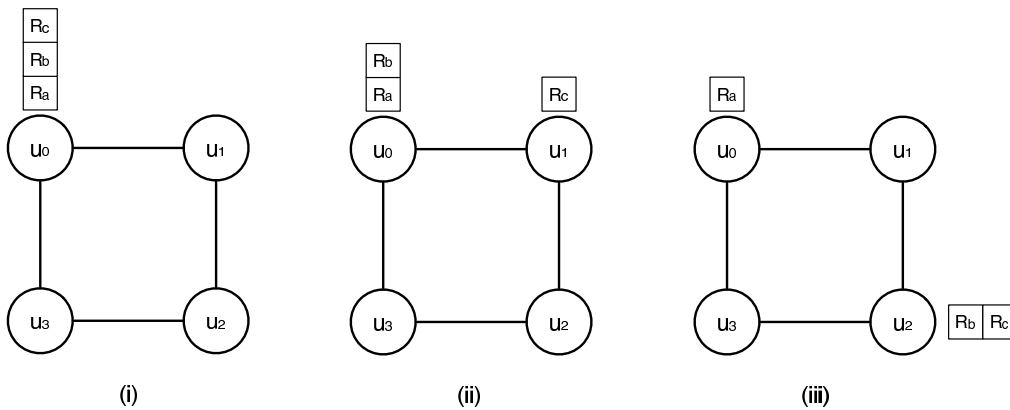 Rc
Rb
Ra
u0 u1
u3 u2
(i)
Rb
Ra Rc
u0 u1
u3 u2
(ii)
Ra
u0 u1
u3 u2 Rb Rc
(iii)